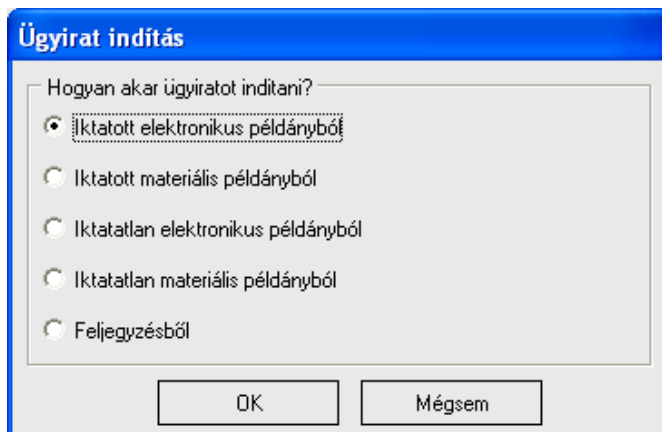 Ügyirat indítás
Hogyan akar ügyiratot inditani?
Iktatott elektronikus példányból
Iktatott materiális példányból
Iktatatlan elektronikus példányból
Iktatatlan materiális példányból
Feljegyzésből
OK
Mégsem